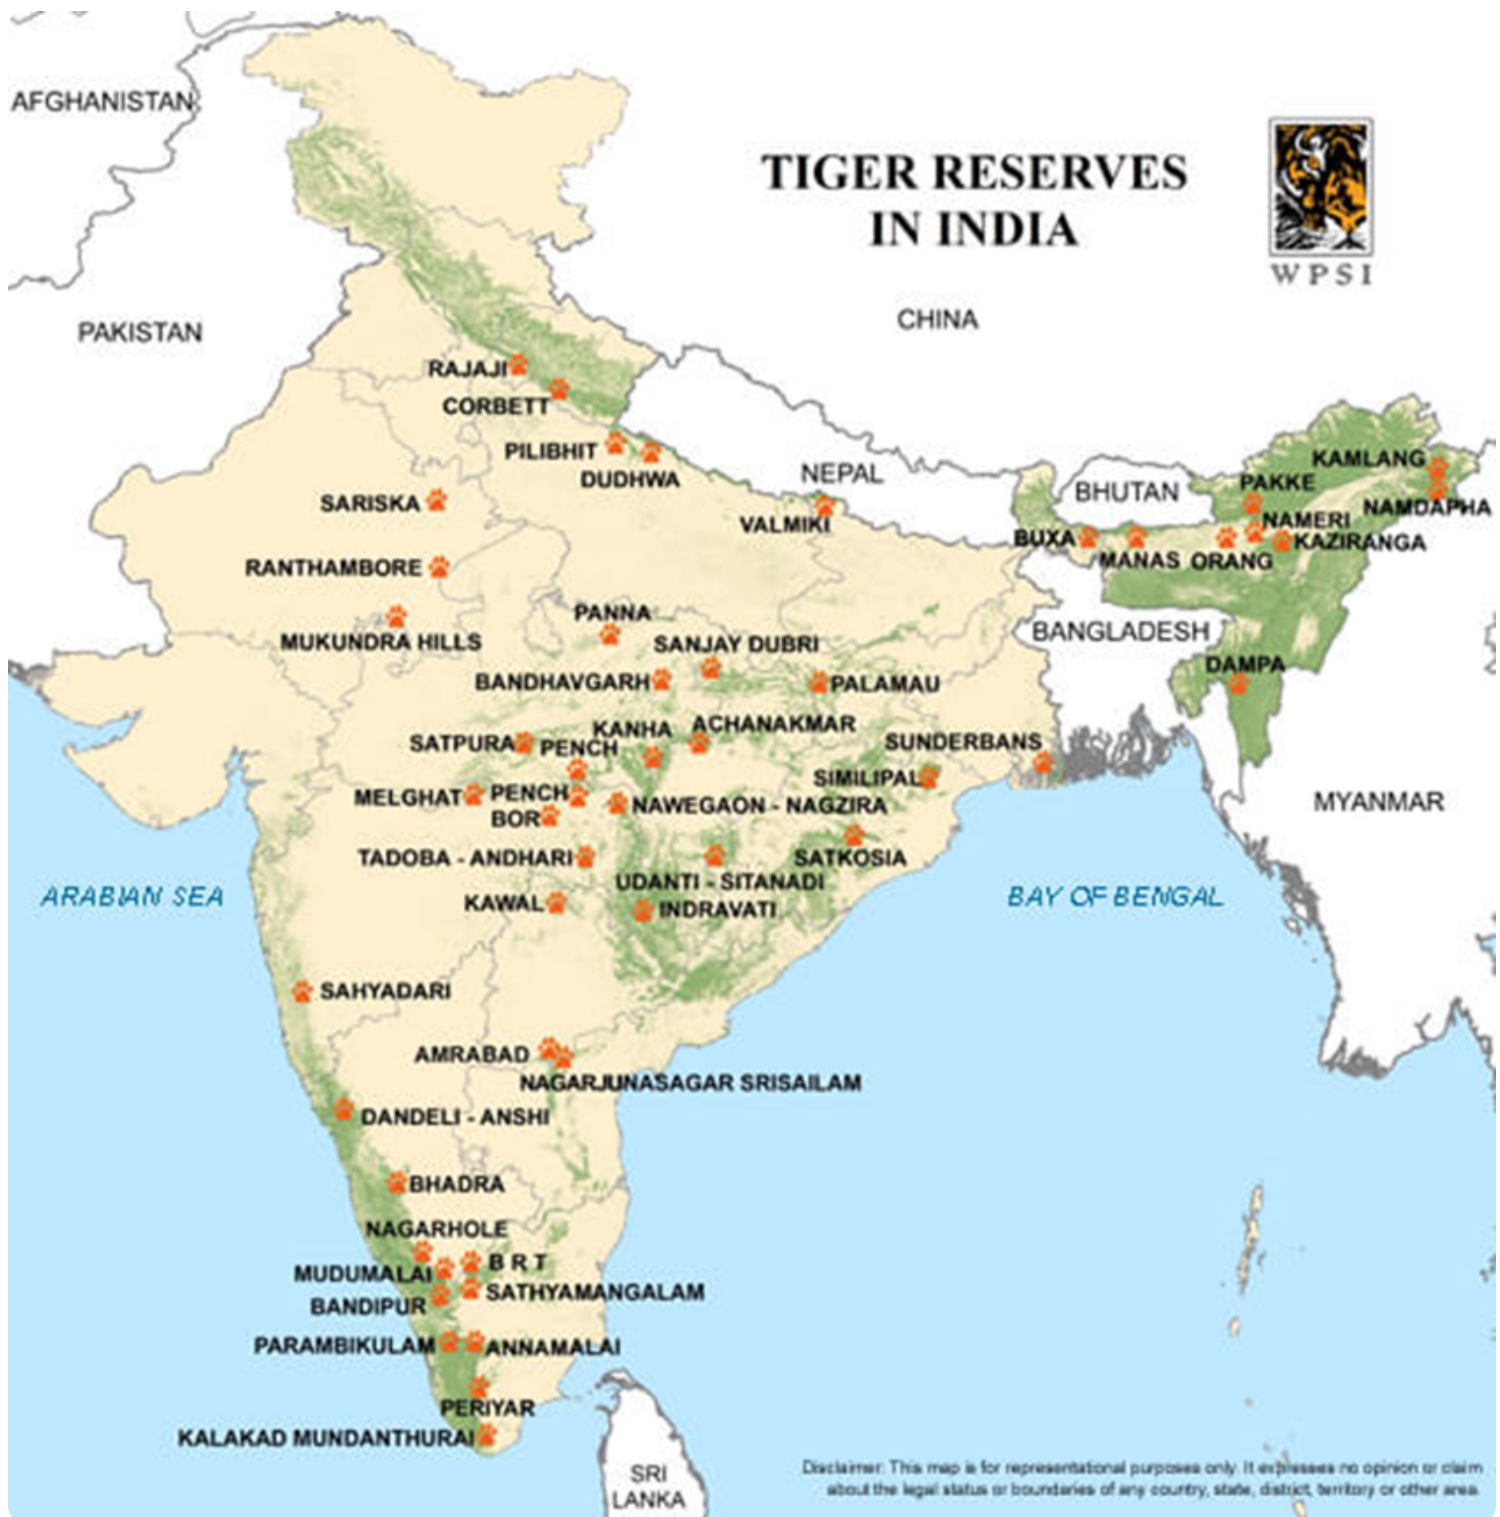 TIGER RESERVES
IN INDIA
WPSI
AFGHANISTAN
PAKISTAN
CHINA
NEPAL
BHUTAN
BANGLADESH
MYANMAR
SRI
LANKA
ARABIAN SEA
BAY OF BENGAL
RAJAJI
CORBETT
PILIBHIT
DUDHWA
VALMIKI
SARISKA
RANTHAMBORE
MUKUNDRA HILLS
KAMLANG
PAKKE
NAMDAPHA
NAMERI
BUXA
KAZIRANGA
MANAS
ORANG
DAMPA
PANNA
SANJAY DUBRI
BANDHAVGARH
PALAMAU
KANHA
ACHANAKMAR
SATPURA
PENCH
SUNDERBANS
SIMILIPAL
MELGHAT
PENCH
NAWEGAON - NAGZIRA
BOR
TADOBA - ANDHARI
SATKOSIA
UDANTI - SITANADI
KAWAL
INDRAVATI
SAHYADARI
AMRABAD
NAGARJUNASAGAR SRISAILAM
DANDELI - ANSHI
BHADRA
NAGARHOLE
B R T
MUDUMALAI
SATHYAMANGALAM
BANDIPUR
PARAMBIKULAM
ANNAMALAI
PERIYAR
KALAKAD MUNDANTHURAI
Disclaimer: This map is for representational purposes only. It expresses no opinion or claim
about the legal status or boundaries of any country, state, district, territory or other area.